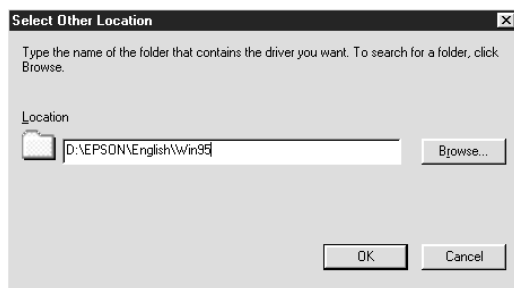 Select Other Location
Type the name of the folder that contains the driver you want. To search for a folder, click
Browse.
Location
D:\EPSON\English\Win95
Browse...
OK
Cancel